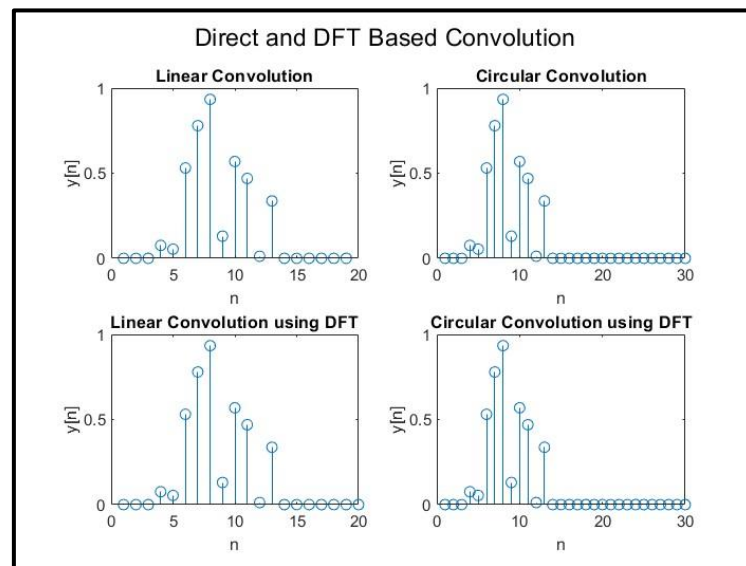 Direct and DFT Based Convolution
Linear Convolution
1
0.5
0
y[n]
0 5 10 15 20
n
Circular Convolution
1
0.5
0
y[n]
0 10 20 30
n
Linear Convolution using DFT
1
0.5
0
y[n]
0 5 10 15 20
n
Circular Convolution using DFT
1
0.5
0
y[n]
0 10 20 30
n